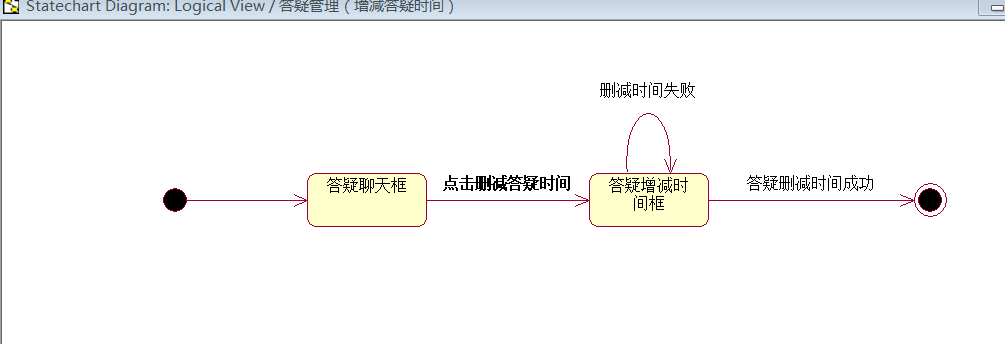 Statechart Diagram: Logical View / 答疑管理（增减答疑时间）
删减时间失败
答疑聊天框
点击删减答疑时间
答疑增减时
间框
答疑删减时间成功